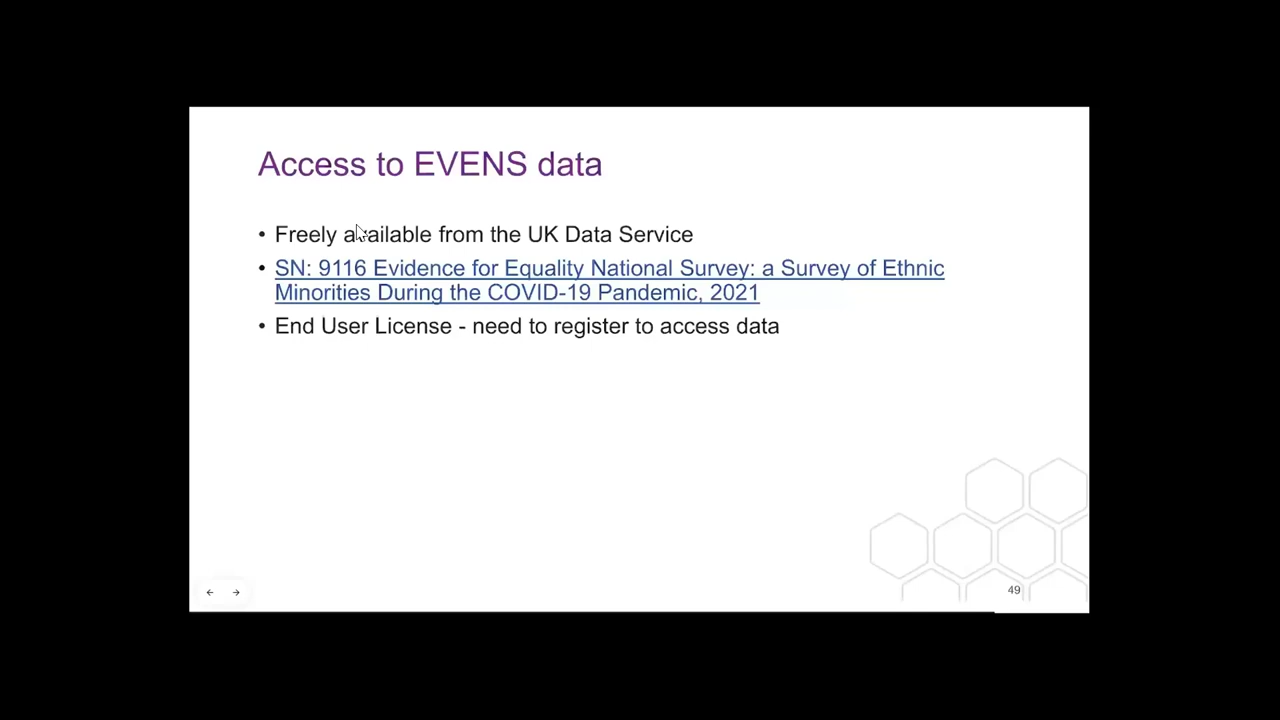 Access to EVENS data
• Freely available from the UK Data Service
• SN: 9116 Evidence for Equality National Survey: a Survey of Ethnic
Minorities During the COVID-19 Pandemic, 2021
• End User License - need to register to access data
49